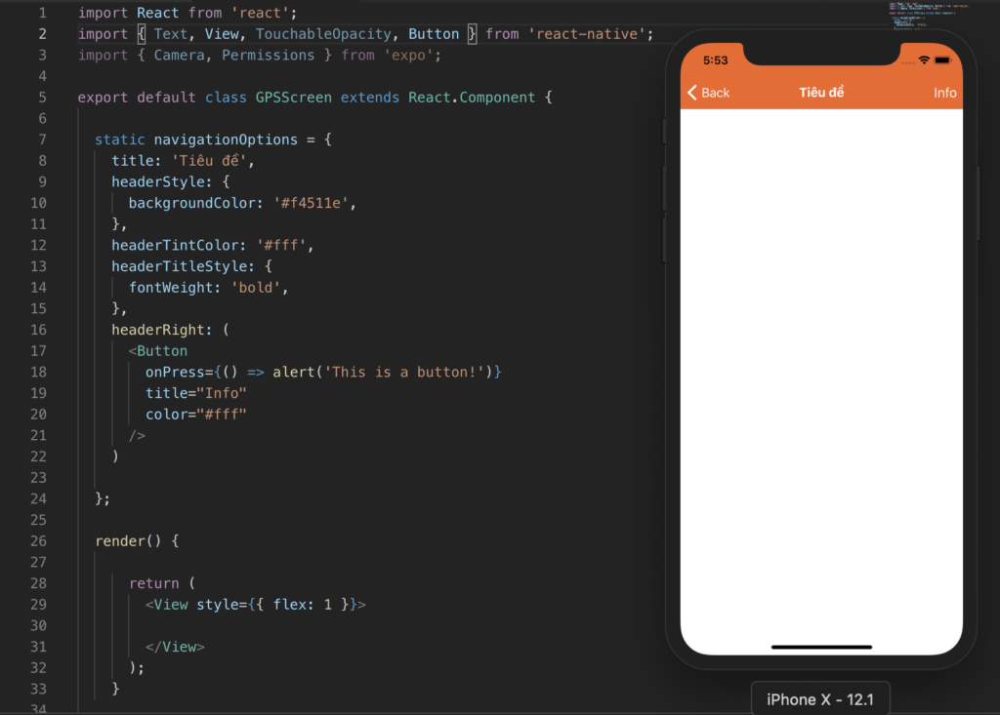 1 import React from 'react';
2 import { Text, View, TouchableOpacity, Button } from 'react-native';
3 import { Camera, Permissions } from 'expo';
4
5 export default class GPSScreen extends React.Component {
6
7 static navigationOptions = {
8 title: 'Tiêu đề',
9 headerStyle: {
10 backgroundColor: '#f4511e',
11 },
12 headerTintColor: '#fff',
13 headerTitleStyle: {
14 fontWeight: 'bold',
15 },
16 headerRight: (
17 <Button
18 onPress={() => alert('This is a button!')}
19 title="Info"
20 color="#fff"
21 />
22 )
23
24 };
25
26 render() {
27
28 return (
29 <View style={{ flex: 1 }}>
30
31 </View>
32 );
33 }
34
5:53
Back Tiêu đề Info
iPhone X - 12.1